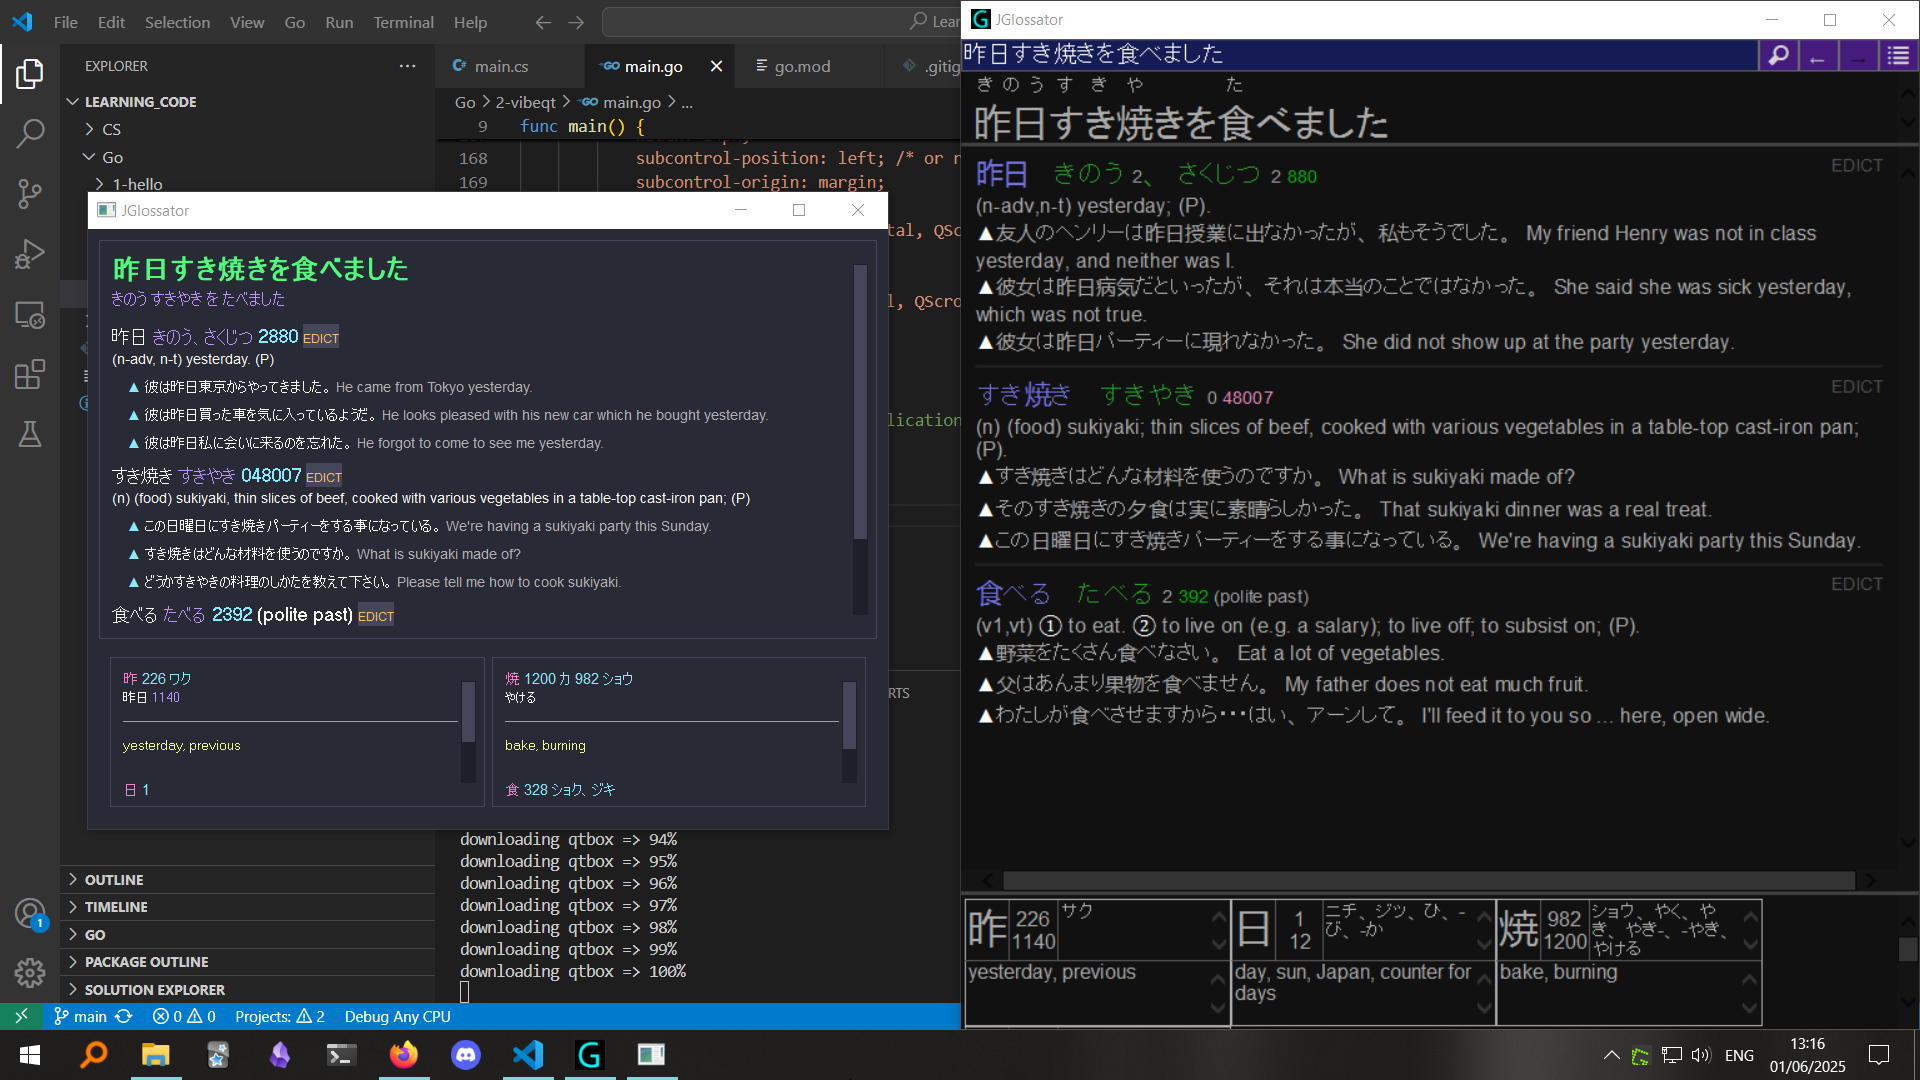 File Edit Selection View Go Run Terminal Help
Lear
EXPLORER
LEARNING_CODE
CS
Go
1-hello
main.cs
main.go
go.mod
.gitig
Go > 2-vibeqt > main.go > ...
9 func main() {
168 subcontrol-position: left; /* or n
169 subcontrol-origin: margin;
tal, QSc
l, QScro
lication
RTS
JGlossator
昨日すき焼きを食べました
きのう すきやき を たべました
昨日 きのう、さくじつ 2880 EDICT
(n-adv, n-t) yesterday. (P)
▲ 彼は昨日東京からやってきました。 He came from Tokyo yesterday.
▲ 彼は昨日買った車を気に入っているようだ。 He looks pleased with his new car which he bought yesterday.
▲ 彼は昨日私に会いに来るのを忘れた。 He forgot to come to see me yesterday.
すき焼き すきやき 048007 EDICT
(n) (food) sukiyaki, thin slices of beef, cooked with various vegetables in a table-top cast-iron pan; (P)
▲ この日曜日にすき焼きパーティーをする事になっている。 We're having a sukiyaki party this Sunday.
▲ すき焼きはどんな材料を使うのですか。 What is sukiyaki made of?
▲ どうかすきやきの料理のしかたを教えて下さい。 Please tell me how to cook sukiyaki.
食べる たべる 2392 (polite past) EDICT
昨 226 ワク
昨日 1140
yesterday, previous
日 1
焼 1200 カ 982 ショウ
やける
bake, burning
食 328 ショク、ジキ
downloading qtbox => 94%
downloading qtbox => 95%
downloading qtbox => 96%
downloading qtbox => 97%
downloading qtbox => 98%
downloading qtbox => 99%
downloading qtbox => 100%
OUTLINE
TIMELINE
GO
PACKAGE OUTLINE
SOLUTION EXPLORER
1
main 0 0 Projects: 2 Debug Any CPU
JGlossator
昨日すき焼きを食べました
きのうすきや た
昨日すき焼きを食べました
昨日 きのう 2、 さくじつ 2 880 EDICT
(n-adv,n-t) yesterday; (P).
▲友人のヘンリーは昨日授業に出なかったが、私もそうでした。 My friend Henry was not in class
yesterday, and neither was I.
▲彼女は昨日病気だといったが、それは本当のことではなかった。 She said she was sick yesterday,
which was not true.
▲彼女は昨日パーティーに現れなかった。 She did not show up at the party yesterday.
すき焼き すきやき 0 48007 EDICT
(n) (food) sukiyaki; thin slices of beef, cooked with various vegetables in a table-top cast-iron pan;
(P).
▲すき焼きはどんな材料を使うのですか。 What is sukiyaki made of?
▲そのすき焼きの夕食は実に素晴らしかった。 That sukiyaki dinner was a real treat.
▲この日曜日にすき焼きパーティーをする事になっている。 We're having a sukiyaki party this Sunday.
食べる たべる 2 392 (polite past) EDICT
(v1,vt) ① to eat. ② to live on (e.g. a salary); to live off; to subsist on; (P).
▲野菜をたくさん食べなさい。 Eat a lot of vegetables.
▲父はあんまり果物を食べません。 My father does not eat much fruit.
▲わたしが食べさせますから・・・はい、アーンして。 I'll feed it to you so ... here, open wide.
昨 226 1140 サク
yesterday, previous
日 1 12 ニチ、ジツ、ひ、-び、-か
day, sun, Japan, counter for
days
焼 982 1200 ショウ、やく、やき、やき-、-やき、やける
bake, burning
ENG
13:16
01/06/2025